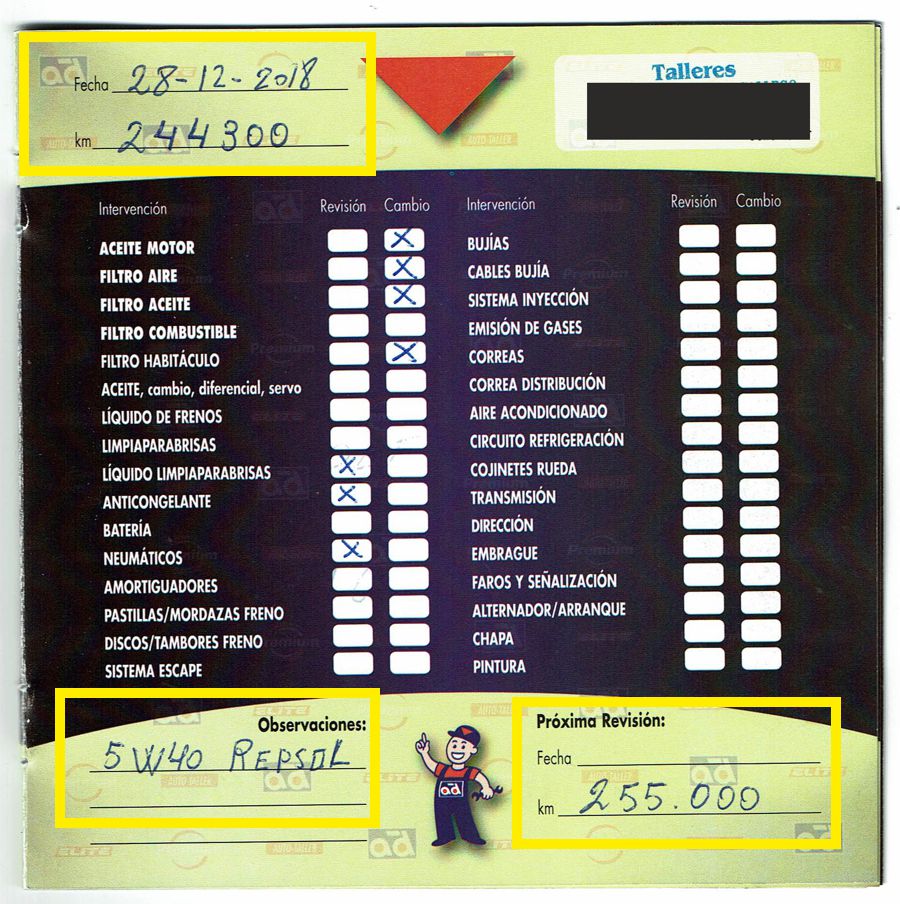 Fecha 28-12-2018
km 244300
Talleres
Intervención Revisión Cambio
ACEITE MOTOR X
FILTRO AIRE X
FILTRO ACEITE X
FILTRO COMBUSTIBLE
FILTRO HABITÁCULO X
ACEITE, cambio, diferencial, servo
LÍQUIDO DE FRENOS
LIMPIAPARABRISAS
LÍQUIDO LIMPIAPARABRISAS X
ANTICONGELANTE X
BATERÍA
NEUMÁTICOS X
AMORTIGUADORES
PASTILLAS/MORDAZAS FRENO
DISCOS/TAMBORES FRENO
SISTEMA ESCAPE
Intervención Revisión Cambio
BUJÍAS
CABLES BUJÍA
SISTEMA INYECCIÓN
EMISIÓN DE GASES
CORREAS
CORREA DISTRIBUCIÓN
AIRE ACONDICIONADO
CIRCUITO REFRIGERACIÓN
COJINETES RUEDA
TRANSMISIÓN
DIRECCIÓN
EMBRAGUE
FAROS Y SEÑALIZACIÓN
ALTERNADOR/ARRANQUE
CHAPA
PINTURA
Observaciones:
5W40 REPSOL
ad
Próxima Revisión:
Fecha
km 255.000